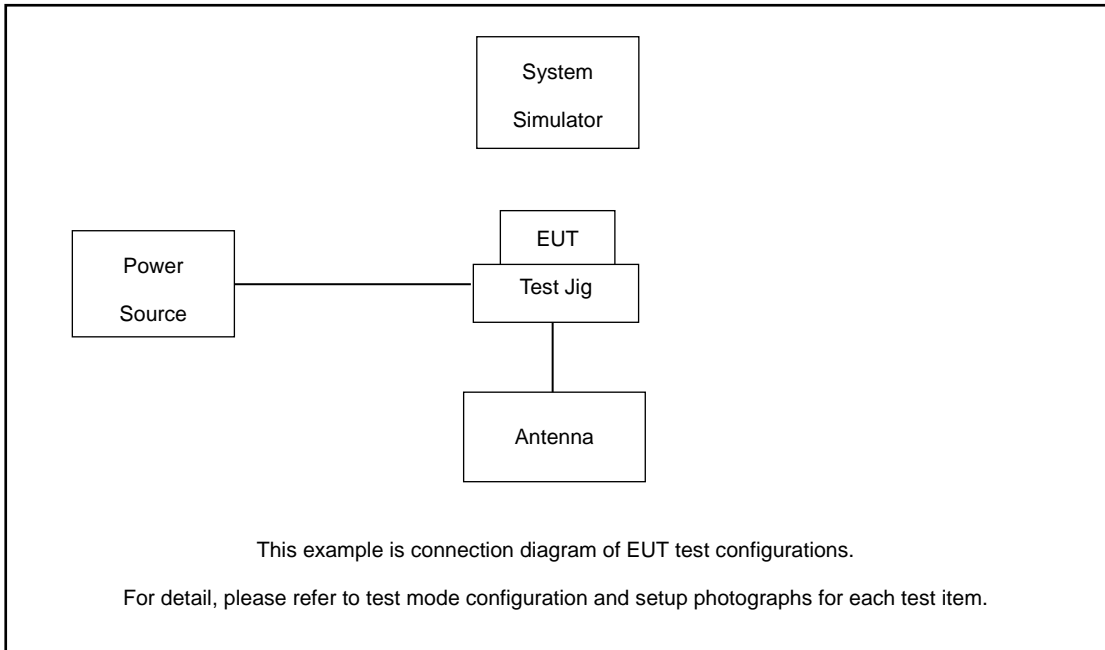 System
Simulator
EUT
Power
Source
Test Jig
Antenna
This example is connection diagram of EUT test configurations.
For detail, please refer to test mode configuration and setup photographs for each test item.